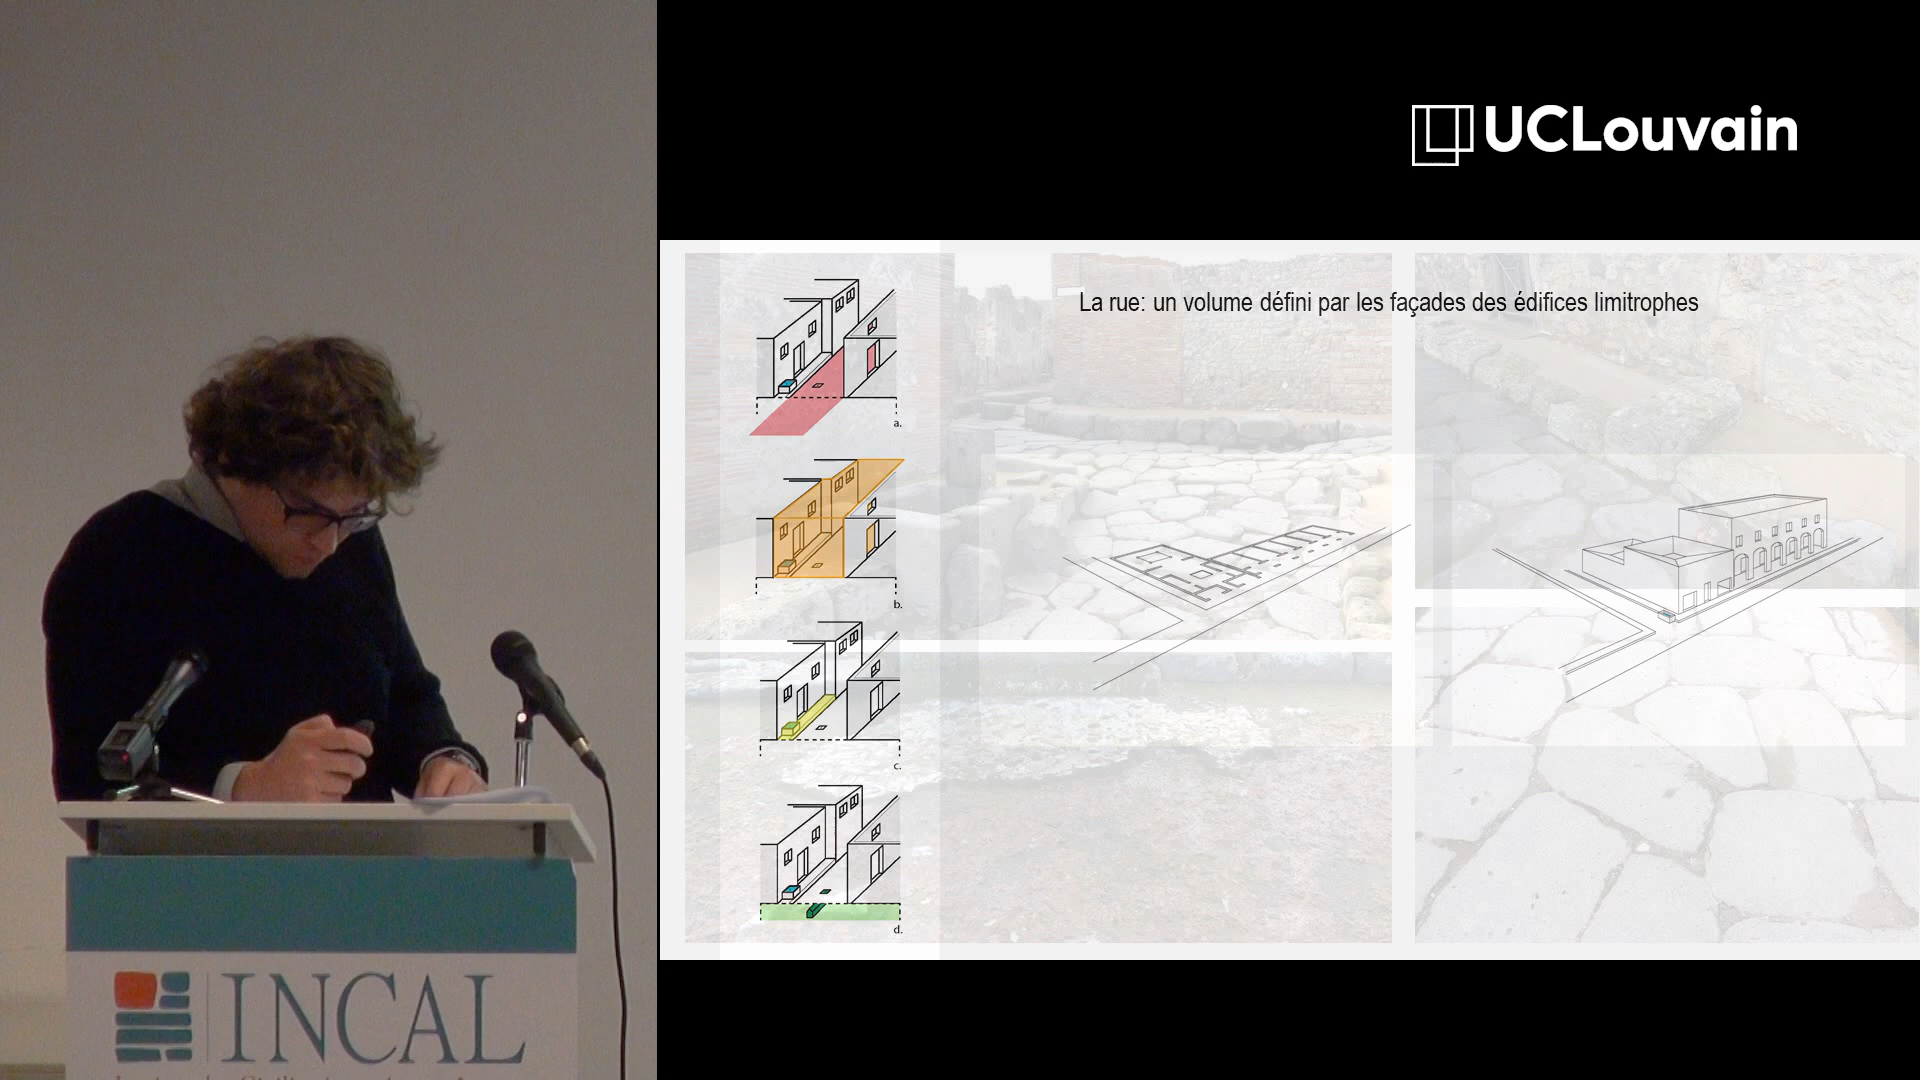 UCLouvain
La rue: un volume défini par les façades des édifices limitrophes
a.
b.
c.
d.
INCAL